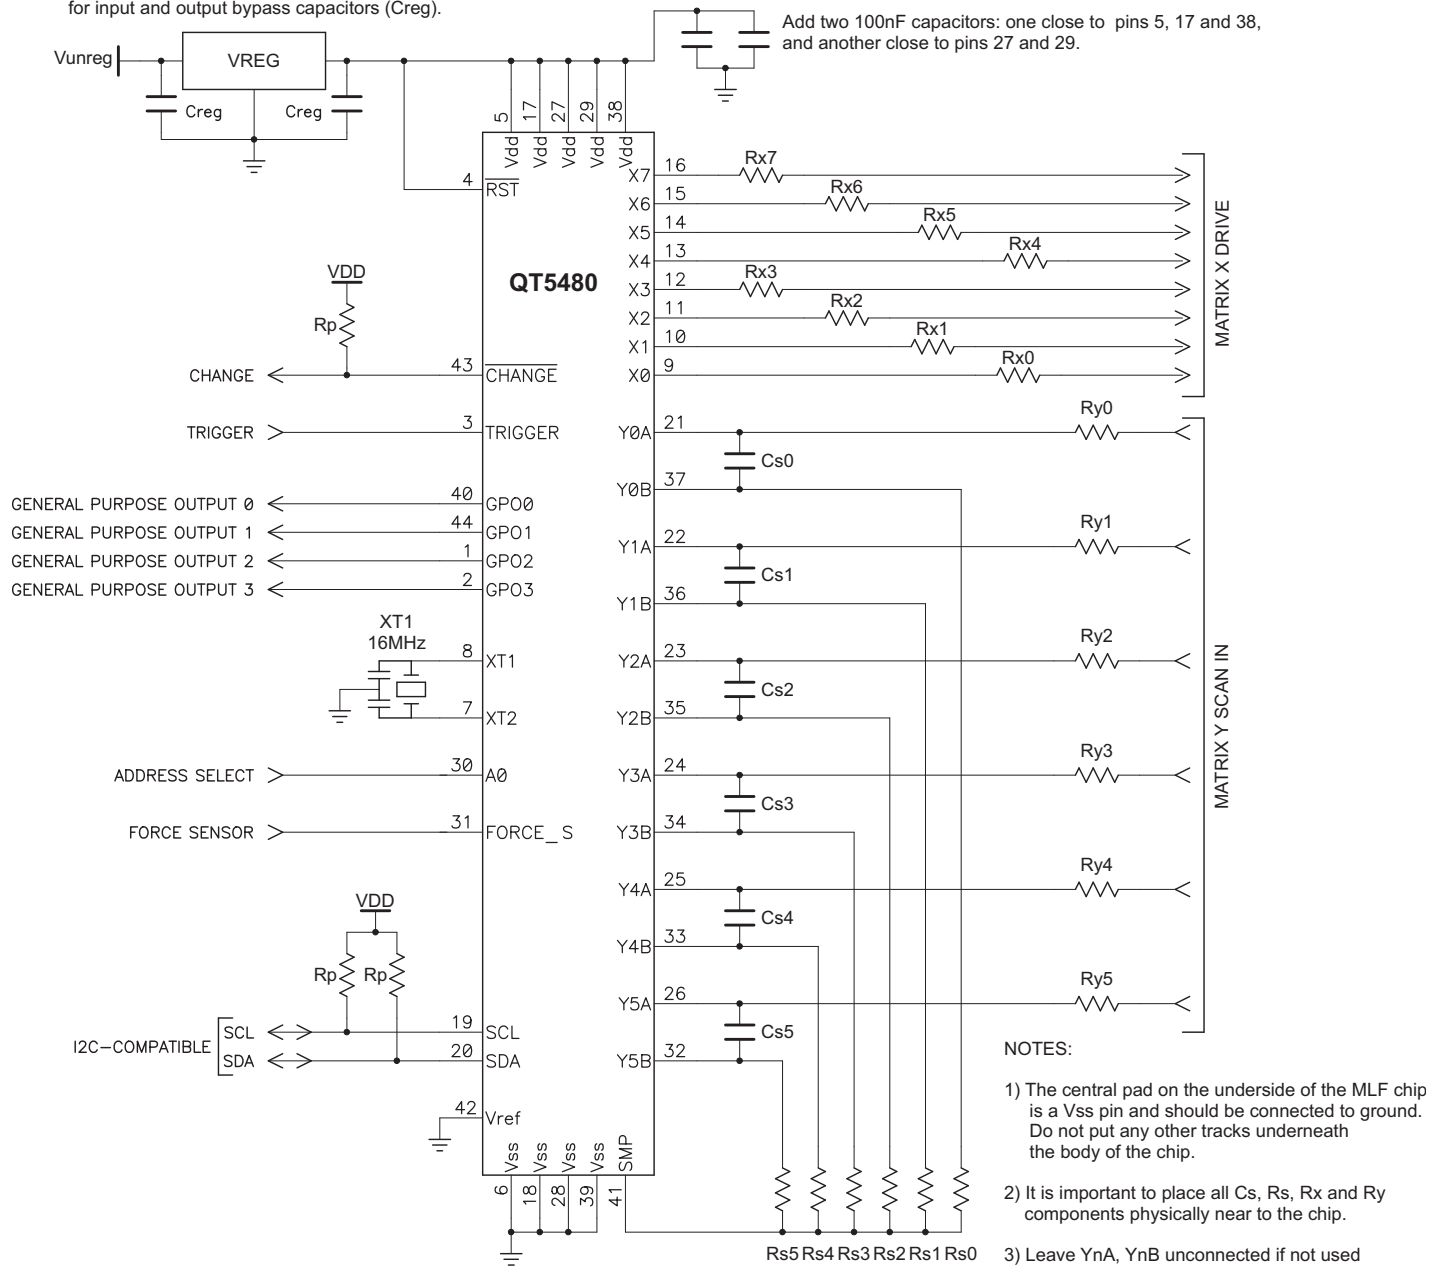 for input and output bypass capacitors (Creg).
Add two 100nF capacitors: one close to pins 5, 17 and 38,
and another close to pins 27 and 29.
Vunreg
VREG
Creg
Creg
5
17
27
29
38
Vdd
Vdd
Vdd
Vdd
Vdd
4
RST
QT5480
X7
16
Rx7
X6
15
Rx6
X5
14
Rx5
X4
13
Rx4
X3
12
Rx3
X2
11
Rx2
X1
10
Rx1
X0
9
Rx0
MATRIX X DRIVE
VDD
Rp
CHANGE
43
CHANGE
TRIGGER
3
TRIGGER
GENERAL PURPOSE OUTPUT 0
40
GPO0
GENERAL PURPOSE OUTPUT 1
44
GPO1
GENERAL PURPOSE OUTPUT 2
1
GPO2
GENERAL PURPOSE OUTPUT 3
2
GPO3
XT1
16MHz
8
XT1
7
XT2
ADDRESS SELECT
30
A0
FORCE SENSOR
31
FORCE_S
VDD
Rp
Rp
I2C-COMPATIBLE
SCL
19
SCL
SDA
20
SDA
42
Vref
Y0A
21
Ry0
Cs0
Y0B
37
Y1A
22
Ry1
Cs1
Y1B
36
Y2A
23
Ry2
Cs2
Y2B
35
Y3A
24
Ry3
Cs3
Y3B
34
Y4A
25
Ry4
Cs4
Y4B
33
Y5A
26
Ry5
Cs5
Y5B
32
MATRIX Y SCAN IN
Vss
Vss
Vss
Vss
SMP
6
18
28
39
41
Rs5 Rs4 Rs3 Rs2 Rs1 Rs0
NOTES:
1) The central pad on the underside of the MLF chip
is a Vss pin and should be connected to ground.
Do not put any other tracks underneath
the body of the chip.
2) It is important to place all Cs, Rs, Rx and Ry
components physically near to the chip.
3) Leave YnA, YnB unconnected if not used